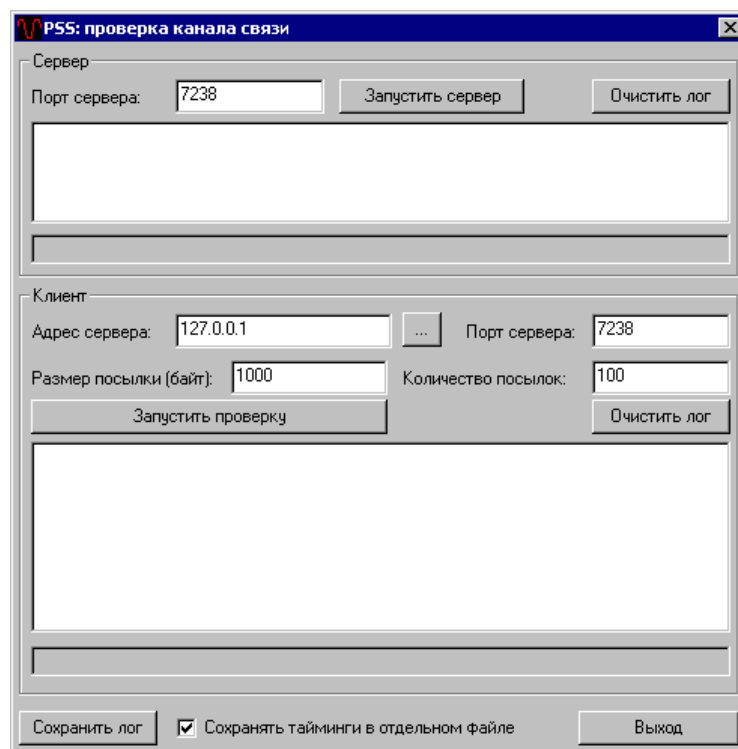 PSS: проверка канала связи
Сервер
Порт сервера: 7238 Запустить сервер Очистить лог
Клиент
Адрес сервера: 127.0.0.1 ... Порт сервера: 7238
Размер посылки (байт): 1000 Количество посылок: 100
Запустить проверку Очистить лог
Сохранить лог Сохранять тайминги в отдельном файле Выход